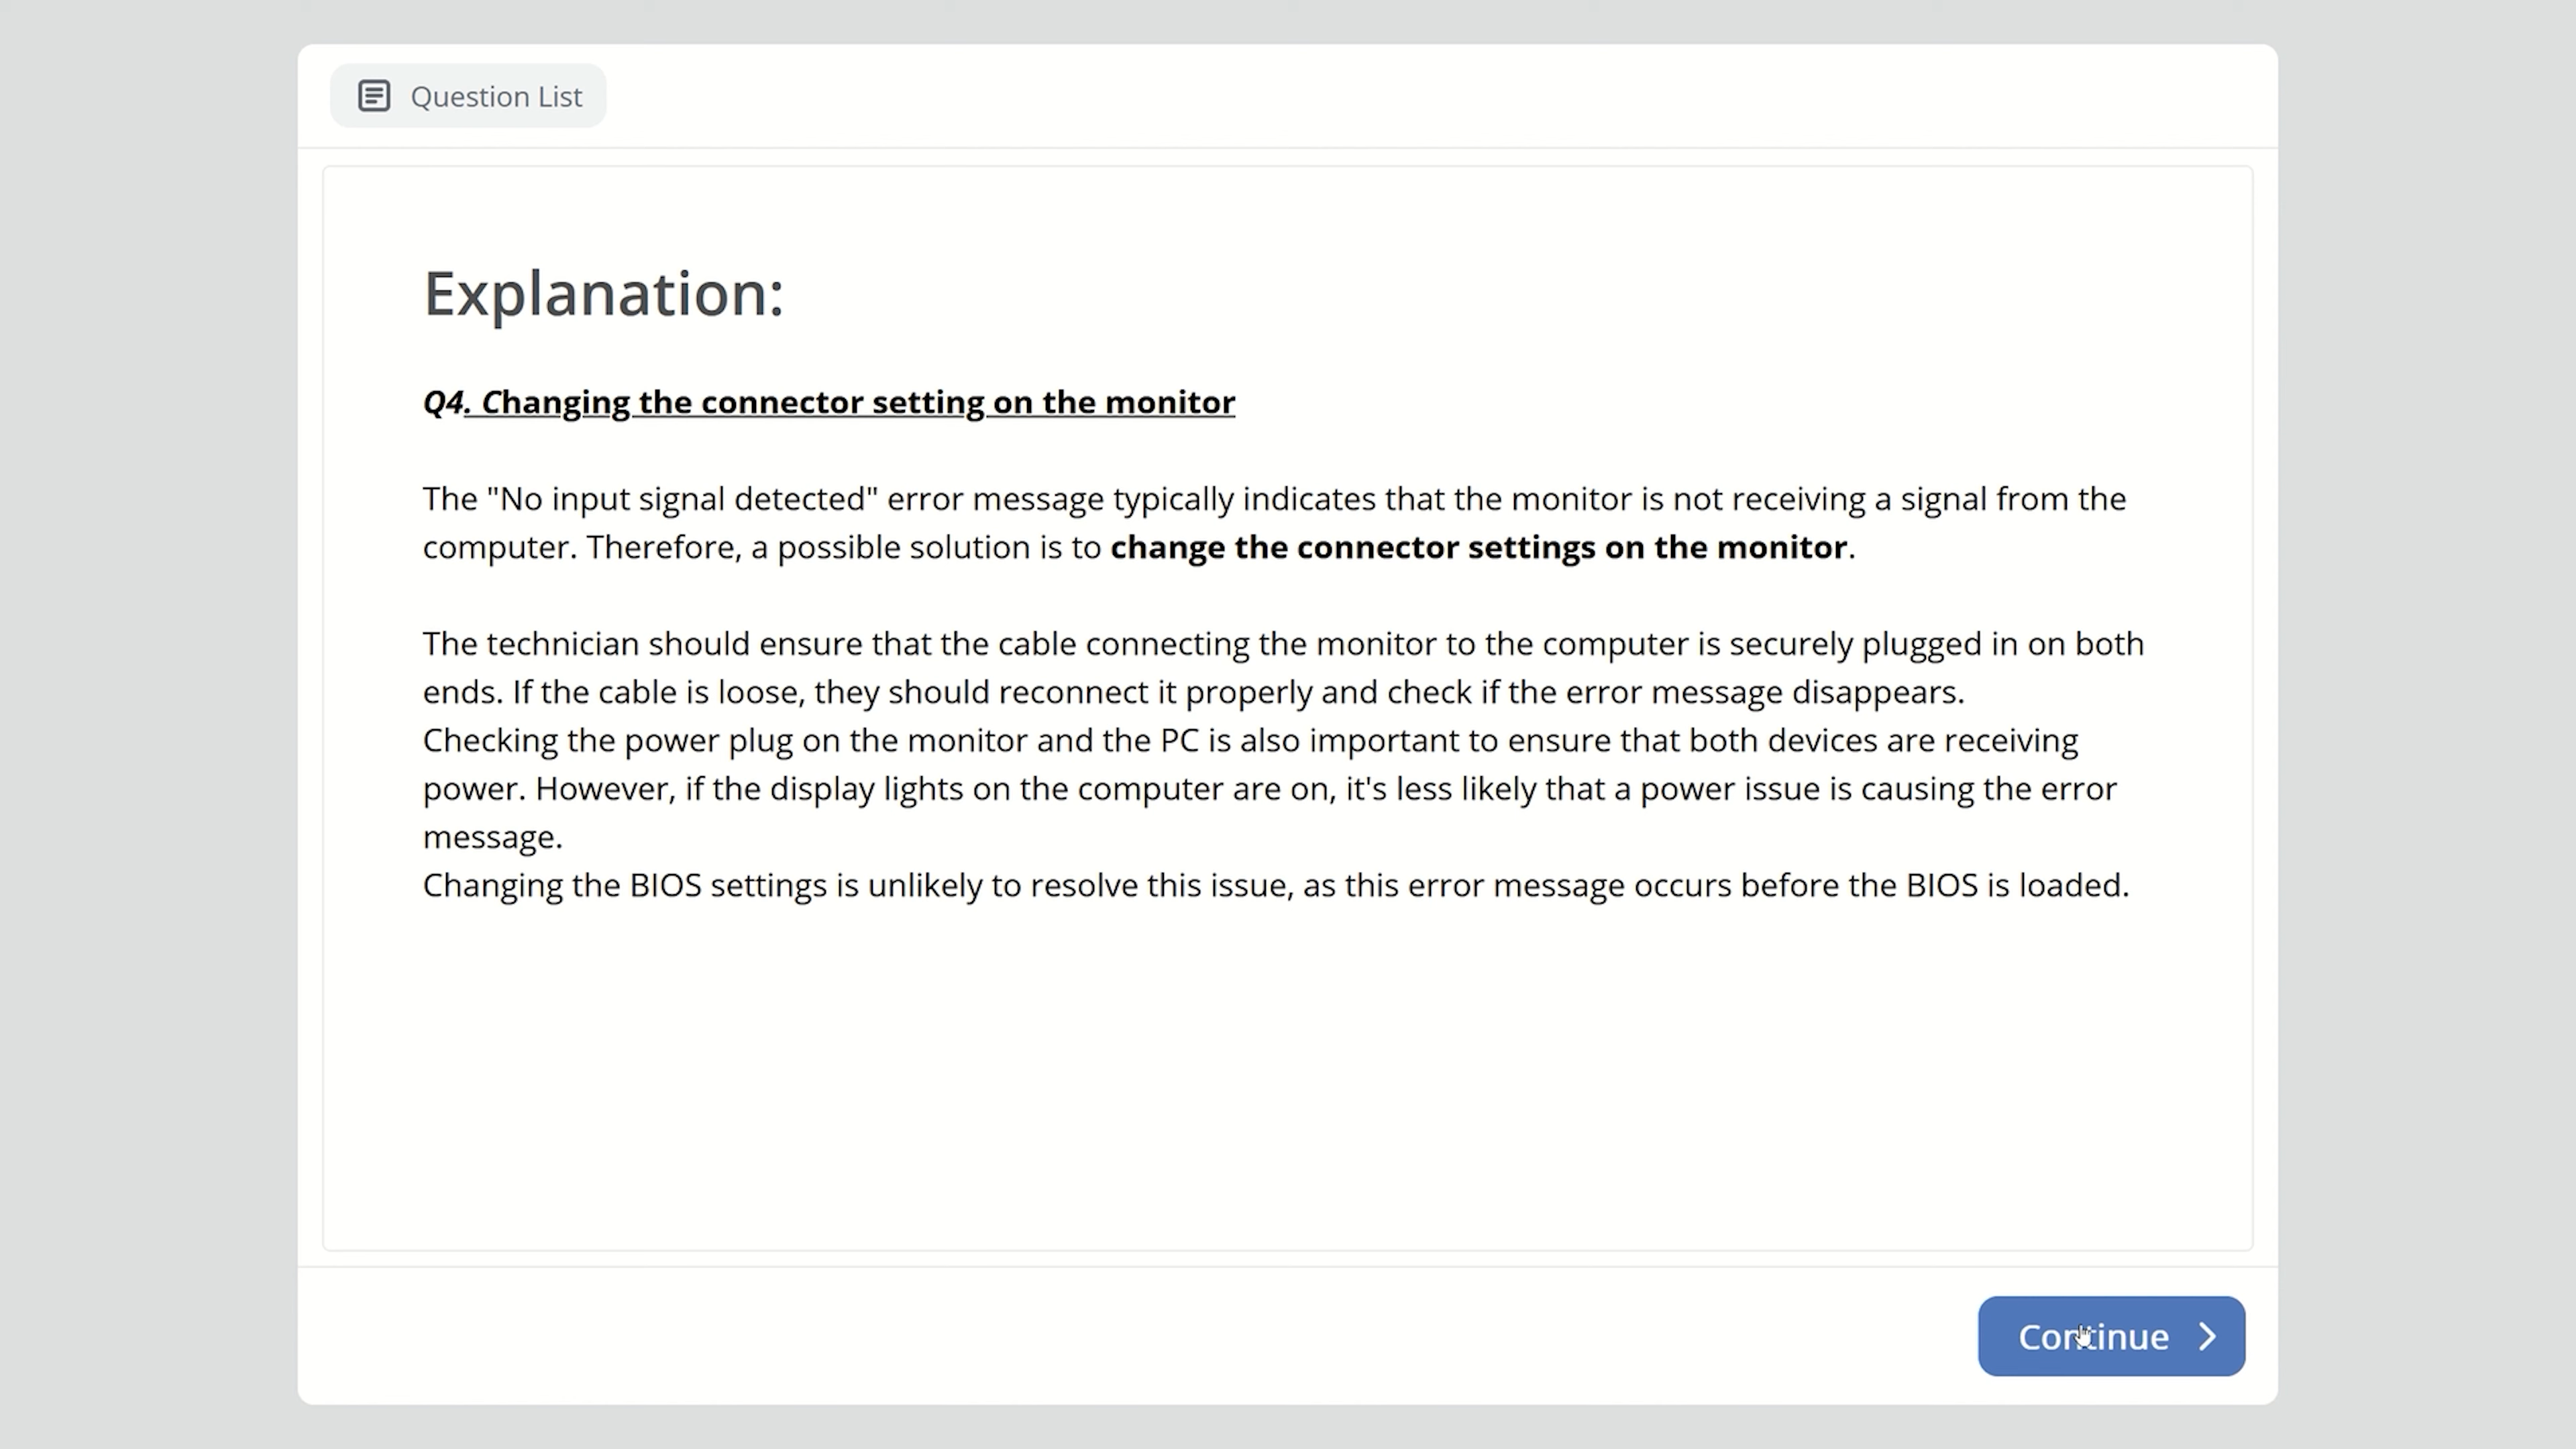 Question List
Explanation:
Q4. Changing the connector setting on the monitor
The "No input signal detected" error message typically indicates that the monitor is not receiving a signal from the
computer. Therefore, a possible solution is to change the connector settings on the monitor.
The technician should ensure that the cable connecting the monitor to the computer is securely plugged in on both
ends. If the cable is loose, they should reconnect it properly and check if the error message disappears.
Checking the power plug on the monitor and the PC is also important to ensure that both devices are receiving
power. However, if the display lights on the computer are on, it's less likely that a power issue is causing the error
message.
Changing the BIOS settings is unlikely to resolve this issue, as this error message occurs before the BIOS is loaded.
Continue